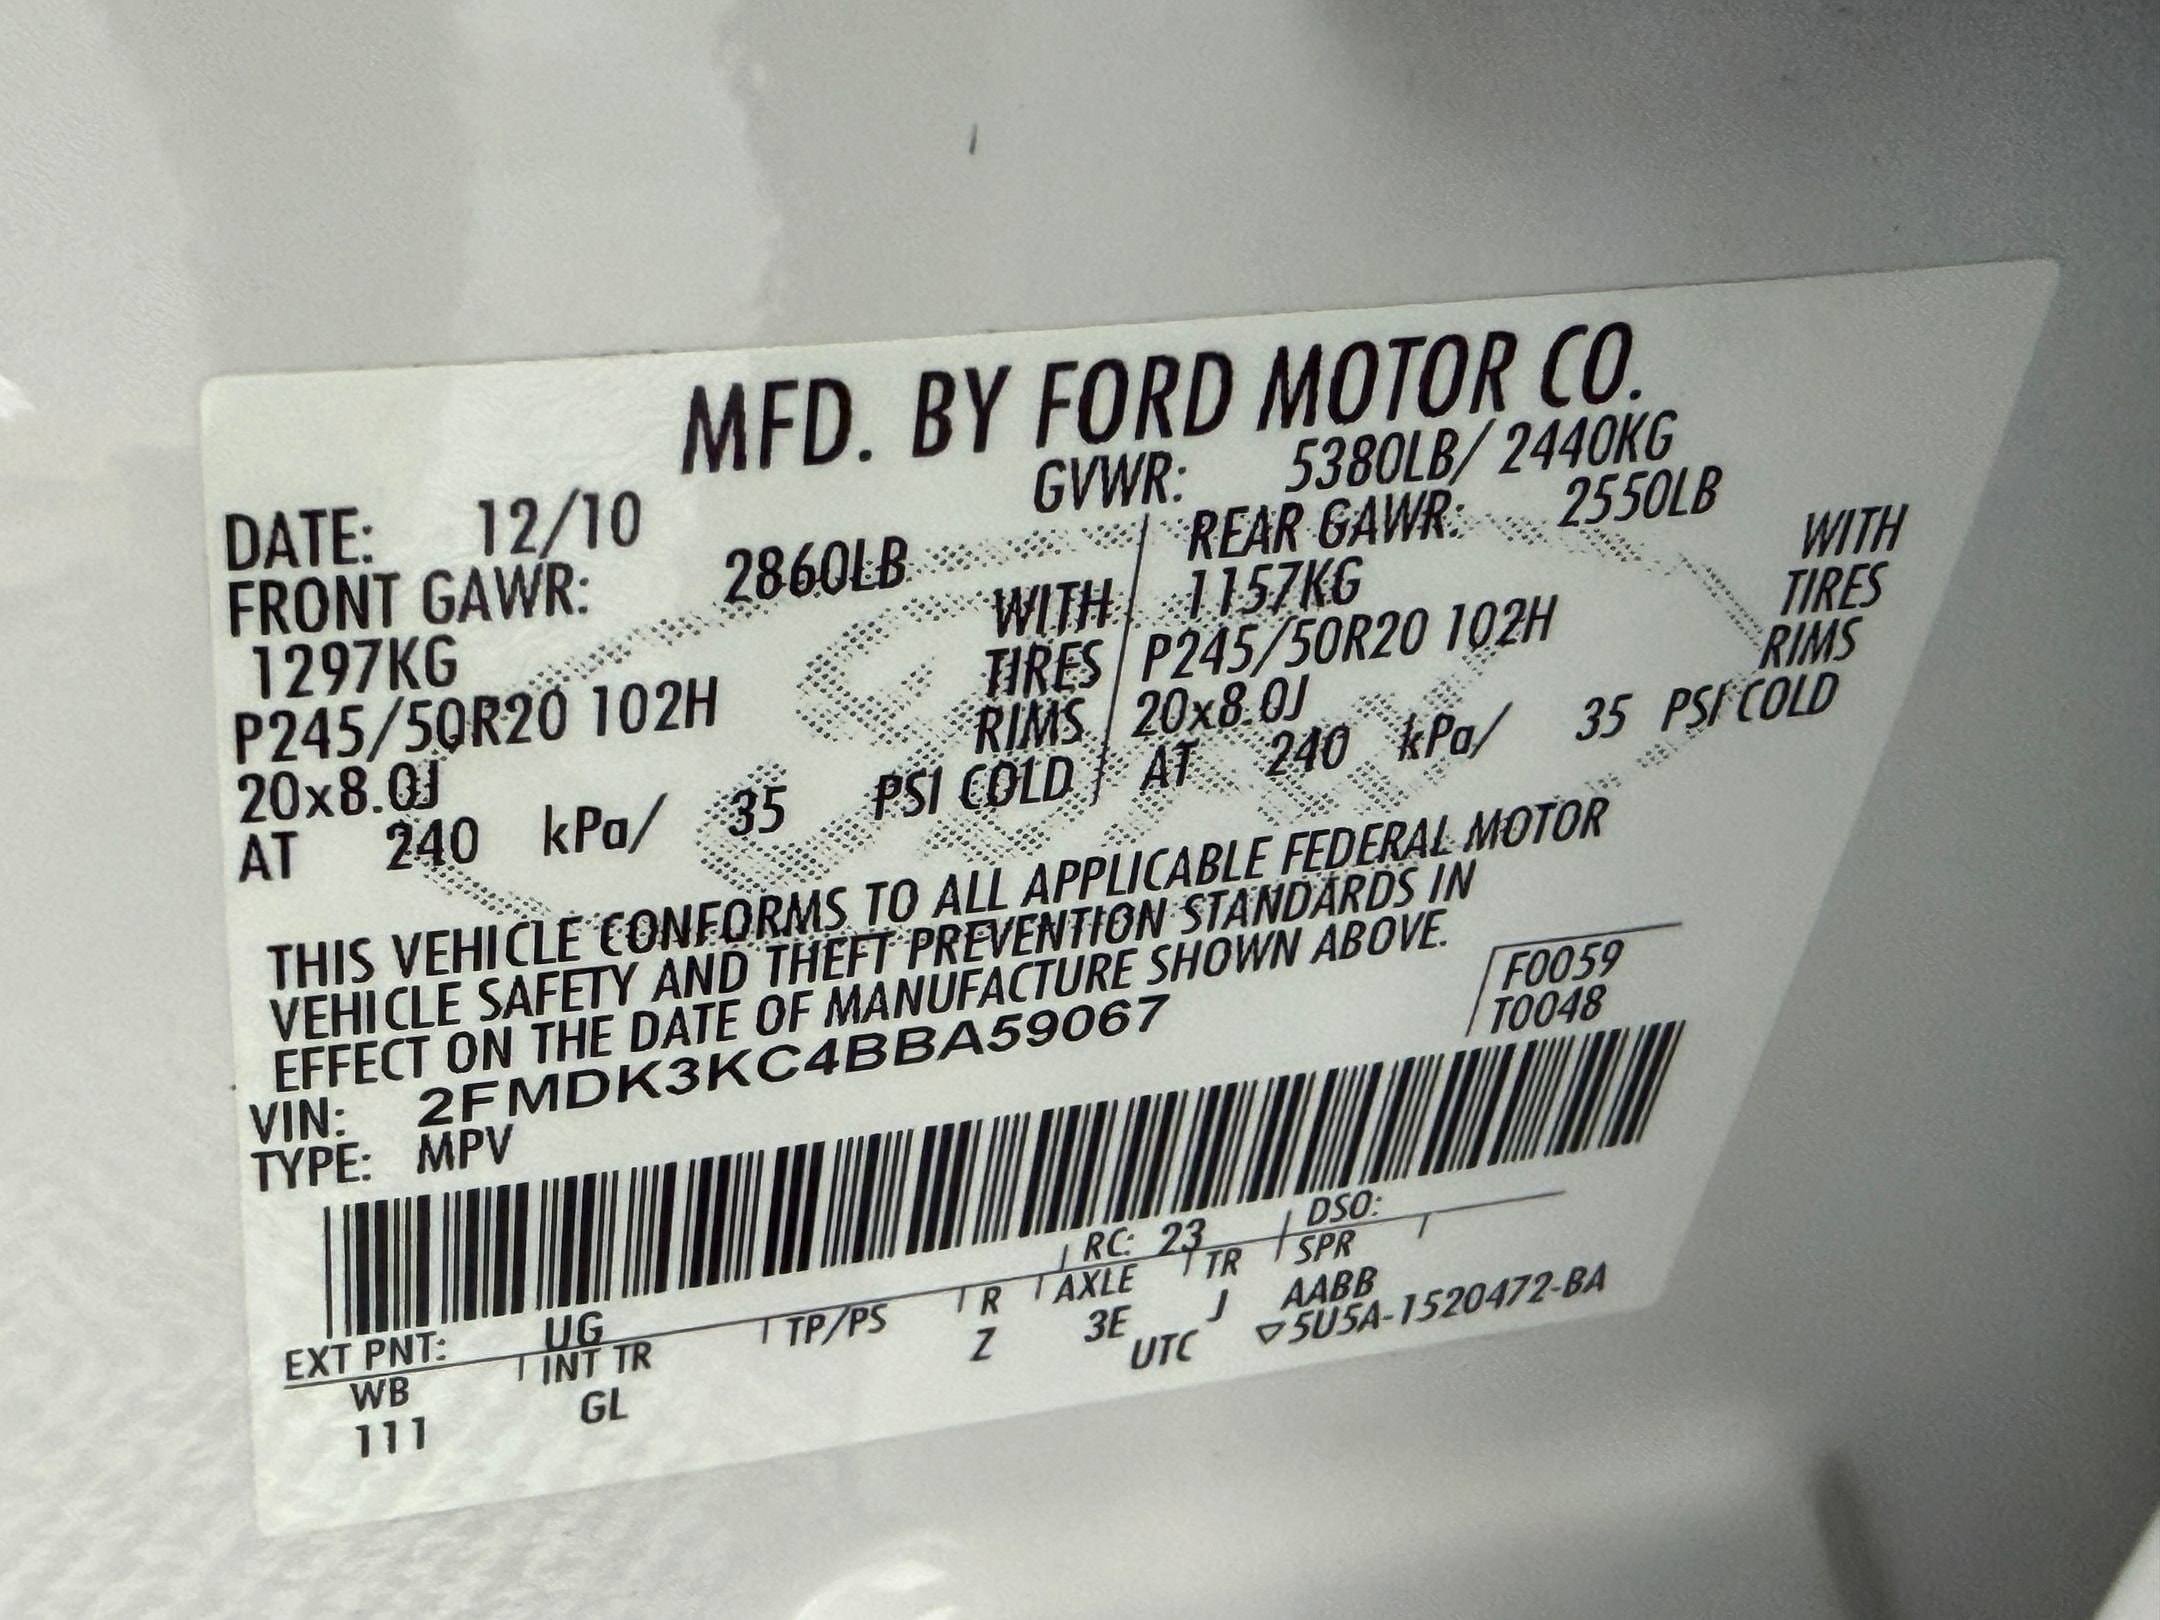 MFD. BY FORD MOTOR CO.
DATE: 12/10 GVWR: 5380LB/ 2440KG
FRONT GAWR: 2860LB REAR GAWR: 2550LB
1297KG WITH 1157KG WITH
P245/50R20 102H TIRES P245/50R20 102H TIRES
20x8.0J RIMS 20x8.0J RIMS
AT 240 kPa/ 35 PSI COLD AT 240 kPa/ 35 PSI COLD
THIS VEHICLE CONFORMS TO ALL APPLICABLE FEDERAL MOTOR
VEHICLE SAFETY AND THEFT PREVENTION STANDARDS IN
EFFECT ON THE DATE OF MANUFACTURE SHOWN ABOVE.
F0059
T0048
VIN: 2FMDK3KC4BBA59067
TYPE: MPV
EXT PNT: UG RC: 23 DSO:
WB INT TR TP/PS R AXLE TR SPR
111 GL Z 3E J AABB
UTC ▽5U5A-1520472-BA